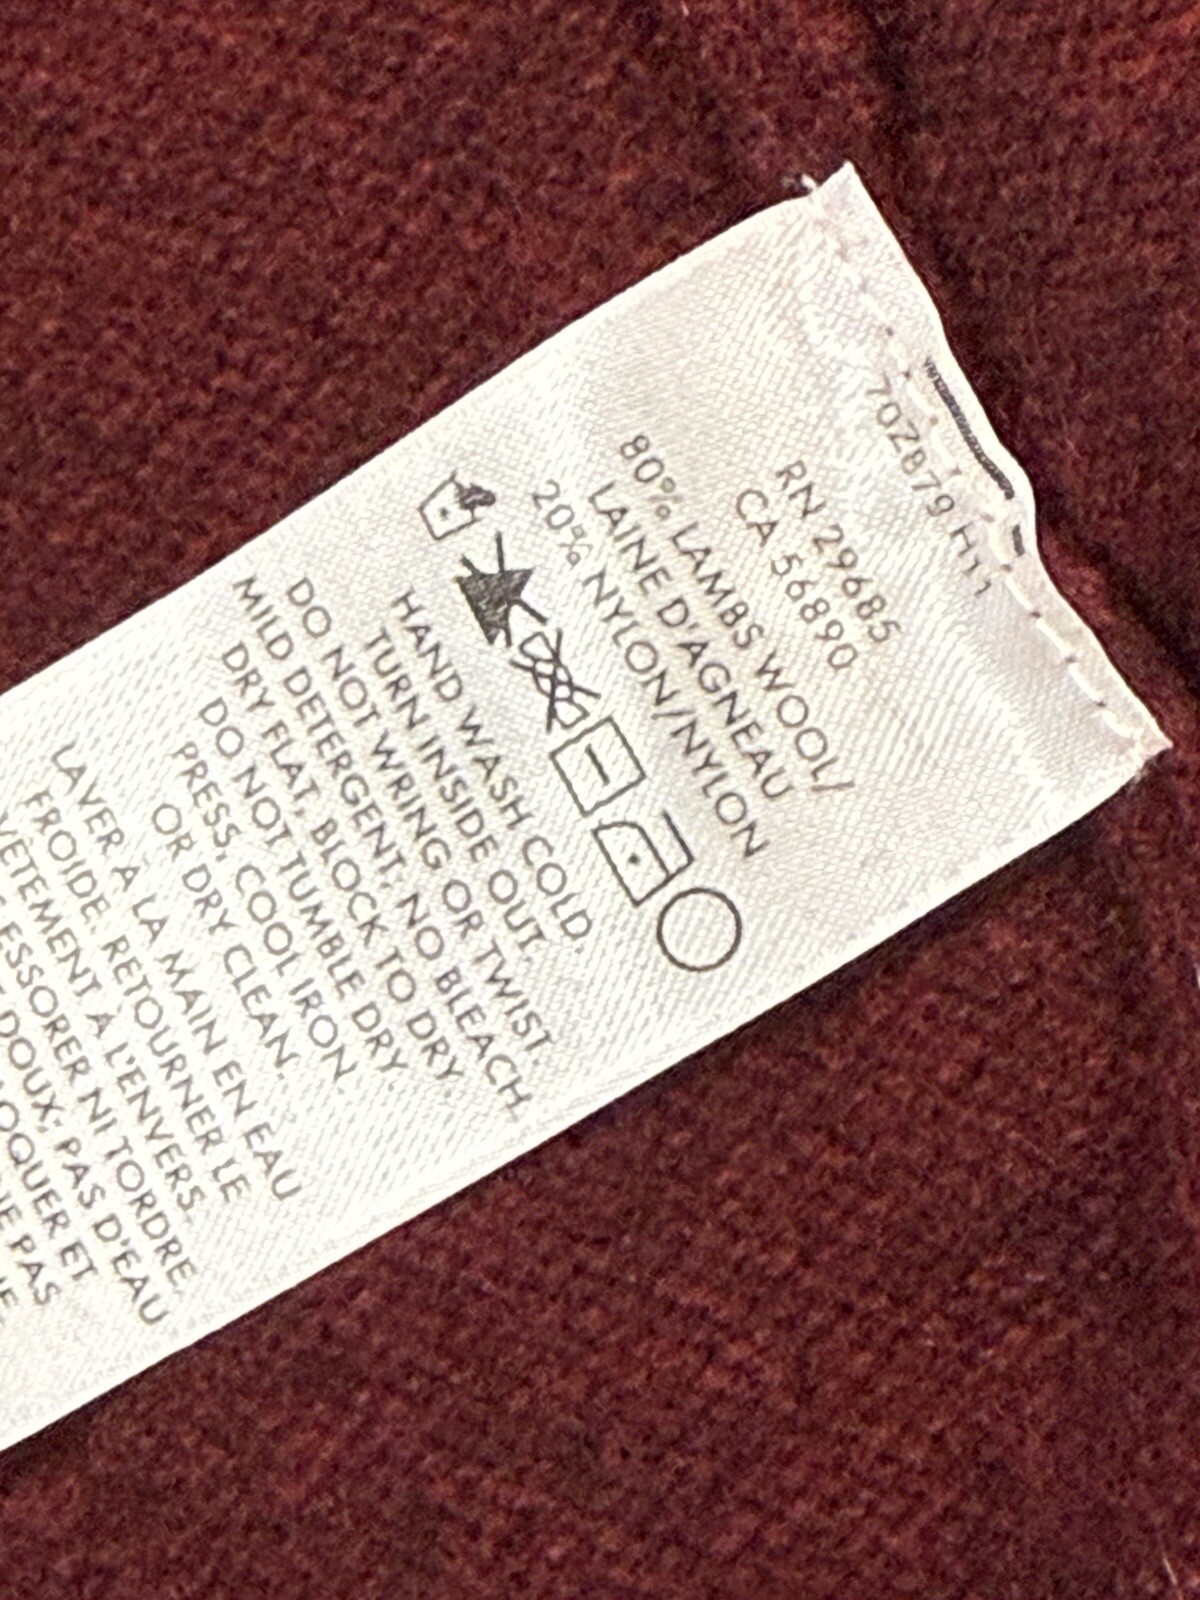 70Z879 H11
RN 29685
CA 56890
80% LAMBS WOOL/
LAINE D'AGNEAU
20% NYLON/NYLON
HAND WASH COLD.
TURN INSIDE OUT.
DO NOT WRING OR TWIST.
MILD DETERGENT; NO BLEACH.
DRY FLAT, BLOCK TO DRY.
DO NOT TUMBLE DRY.
PRESS, COOL IRON.
OR DRY CLEAN.
LAVER À LA MAIN EN EAU
FROIDE. RETOURNER LE
VÊTEMENT À L'ENVERS.
ESSORER NI TORDRE.
DOUX; PAS D'EAU
ET
PAS